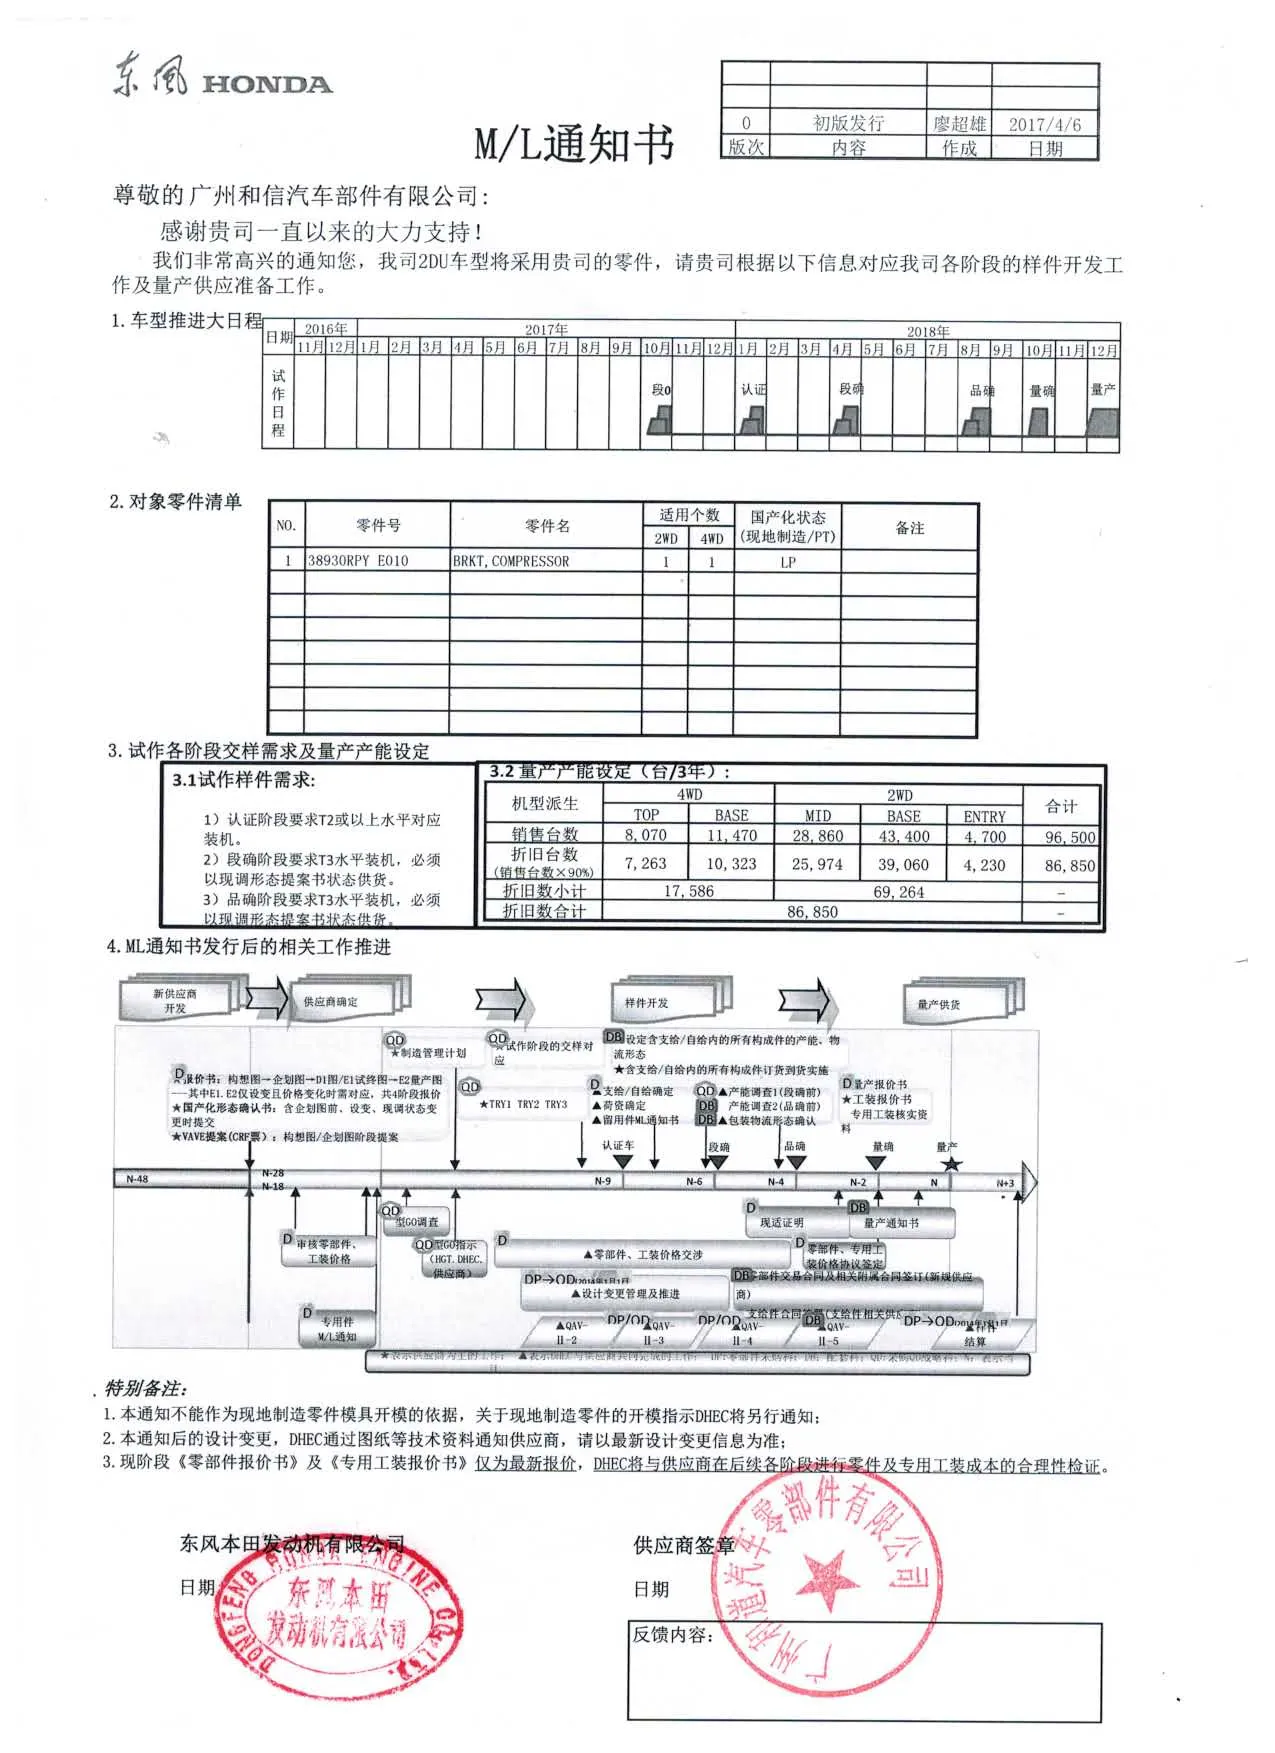 东風 HONDA
0 初版发行 廖超雄 2017/4/6
版次 内容 作成 日期
M/L通知书
尊敬的 广州和信汽车部件有限公司:
感谢贵司一直以来的大力支持!
我们非常高兴的通知您，我司2DU车型将采用贵司的零件，请贵司根据以下信息对应我司各阶段的样件开发工
作及量产供应准备工作。
1.车型推进大日程
日期 2016年 2017年 2018年
11月 12月 1月 2月 3月 4月 5月 6月 7月 8月 9月 10月 11月 12月 1月 2月 3月 4月 5月 6月 7月 8月 9月 10月 11月 12月
试作日程
段0 认证 段确 品确 量确 量产
2.对象零件清单
NO. 零件号 零件名 适用个数 国产化状态 备注
2WD 4WD (现地制造/PT)
1 38930RPY E010 BRKT,COMPRESSOR 1 1 LP
3.试作各阶段交样需求及量产产能设定
3.1试作样件需求:
1）认证阶段要求T2或以上水平对应
装机。
2）段确阶段要求T3水平装机，必须
以现调形态提案书状态供货。
3）品确阶段要求T3水平装机，必须
以现调形态提案书状态供货。
3.2 量产产能设定（台/3年）:
机型派生 4WD 2WD 合计
TOP BASE MID BASE ENTRY
销售台数 8,070 11,470 28,860 43,400 4,700 96,500
折旧台数
(销售台数×90%) 7,263 10,323 25,974 39,060 4,230 86,850
折旧数小计 17,586 69,264 -
折旧数合计 86,850 -
4.ML通知书发行后的相关工作推进
新供应商
开发
供应商确定
样件开发
量产供货
QD
★制造管理计划
QD
★试作阶段的交样对
应
DB 设定含支给/自给内的所有构成件的产能、物
流形态
★含支给/自给内的所有构成件订货到货实施
D
★报价书: 构想图→企划图→D1图/E1试终图→E2量产图
---其中E1.E2仅设变且价格变化时需对应，共4阶段报价
★国产化形态确认书: 含企划图前、设变、现调状态变
更时提交
★VAVE提案(CRF票): 构想图/企划图阶段提案
QD
★TRY1 TRY2 TRY3
D
▲支给/自给确定
▲荷资确定
▲留用件ML通知书
QD ▲产能调查1(段确前)
DB 产能调查2(品确前)
DB ▲包装物流形态确认
D 量产报价书
★工装报价书
专用工装核实资
料
认证车 段确 品确 量确 量产
N-48 N-28 N-18 N-9 N-6 N-4 N-2 N N+3
D 审核零部件、
工装价格
QD
型GO调查
QD 型GO指示
(HGT.DHEC.
供应商)
D
▲零部件、工装价格交涉
D
现适证明
DB
量产通知书
D 零部件、专用工
装价格协议签定
DP→QD(2014年1月1日
▲设计变更管理及推进
DB 零部件交易合同及相关附属合同签订(新规供应
商)
D
专用件
M/L通知
▲QAV-
II-2
DP/QD
▲QAV-
II-3
DP/QD
▲QAV-
II-4
DB
▲QAV-
II-5
DP→QD(2014年1月1日
结算
特别备注:
1.本通知不能作为现地制造零件模具开模的依据，关于现地制造零件的开模指示DHEC将另行通知;
2.本通知后的设计变更，DHEC通过图纸等技术资料通知供应商，请以最新设计变更信息为准;
3.现阶段《零部件报价书》及《专用工装报价书》仅为最新报价，DHEC将与供应商在后续各阶段进行零件及专用工装成本的合理性检证。
东风本田发动机有限公司
日期
DONGFENG HONDA ENGINE CO.,LTD.
东风本田
发动机有限公司
供应商签章
日期
广州和道汽车零部件有限公司
反馈内容: